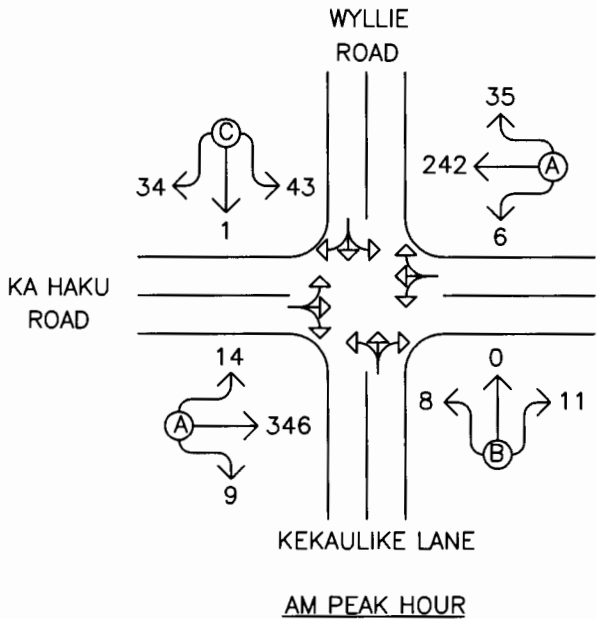 WYLLIE
ROAD
35
C
242 A
34 43
1
6
KA HAKU
ROAD
14
0
8 11
A 346
B
9
KEKAULIKE LANE
AM PEAK HOUR